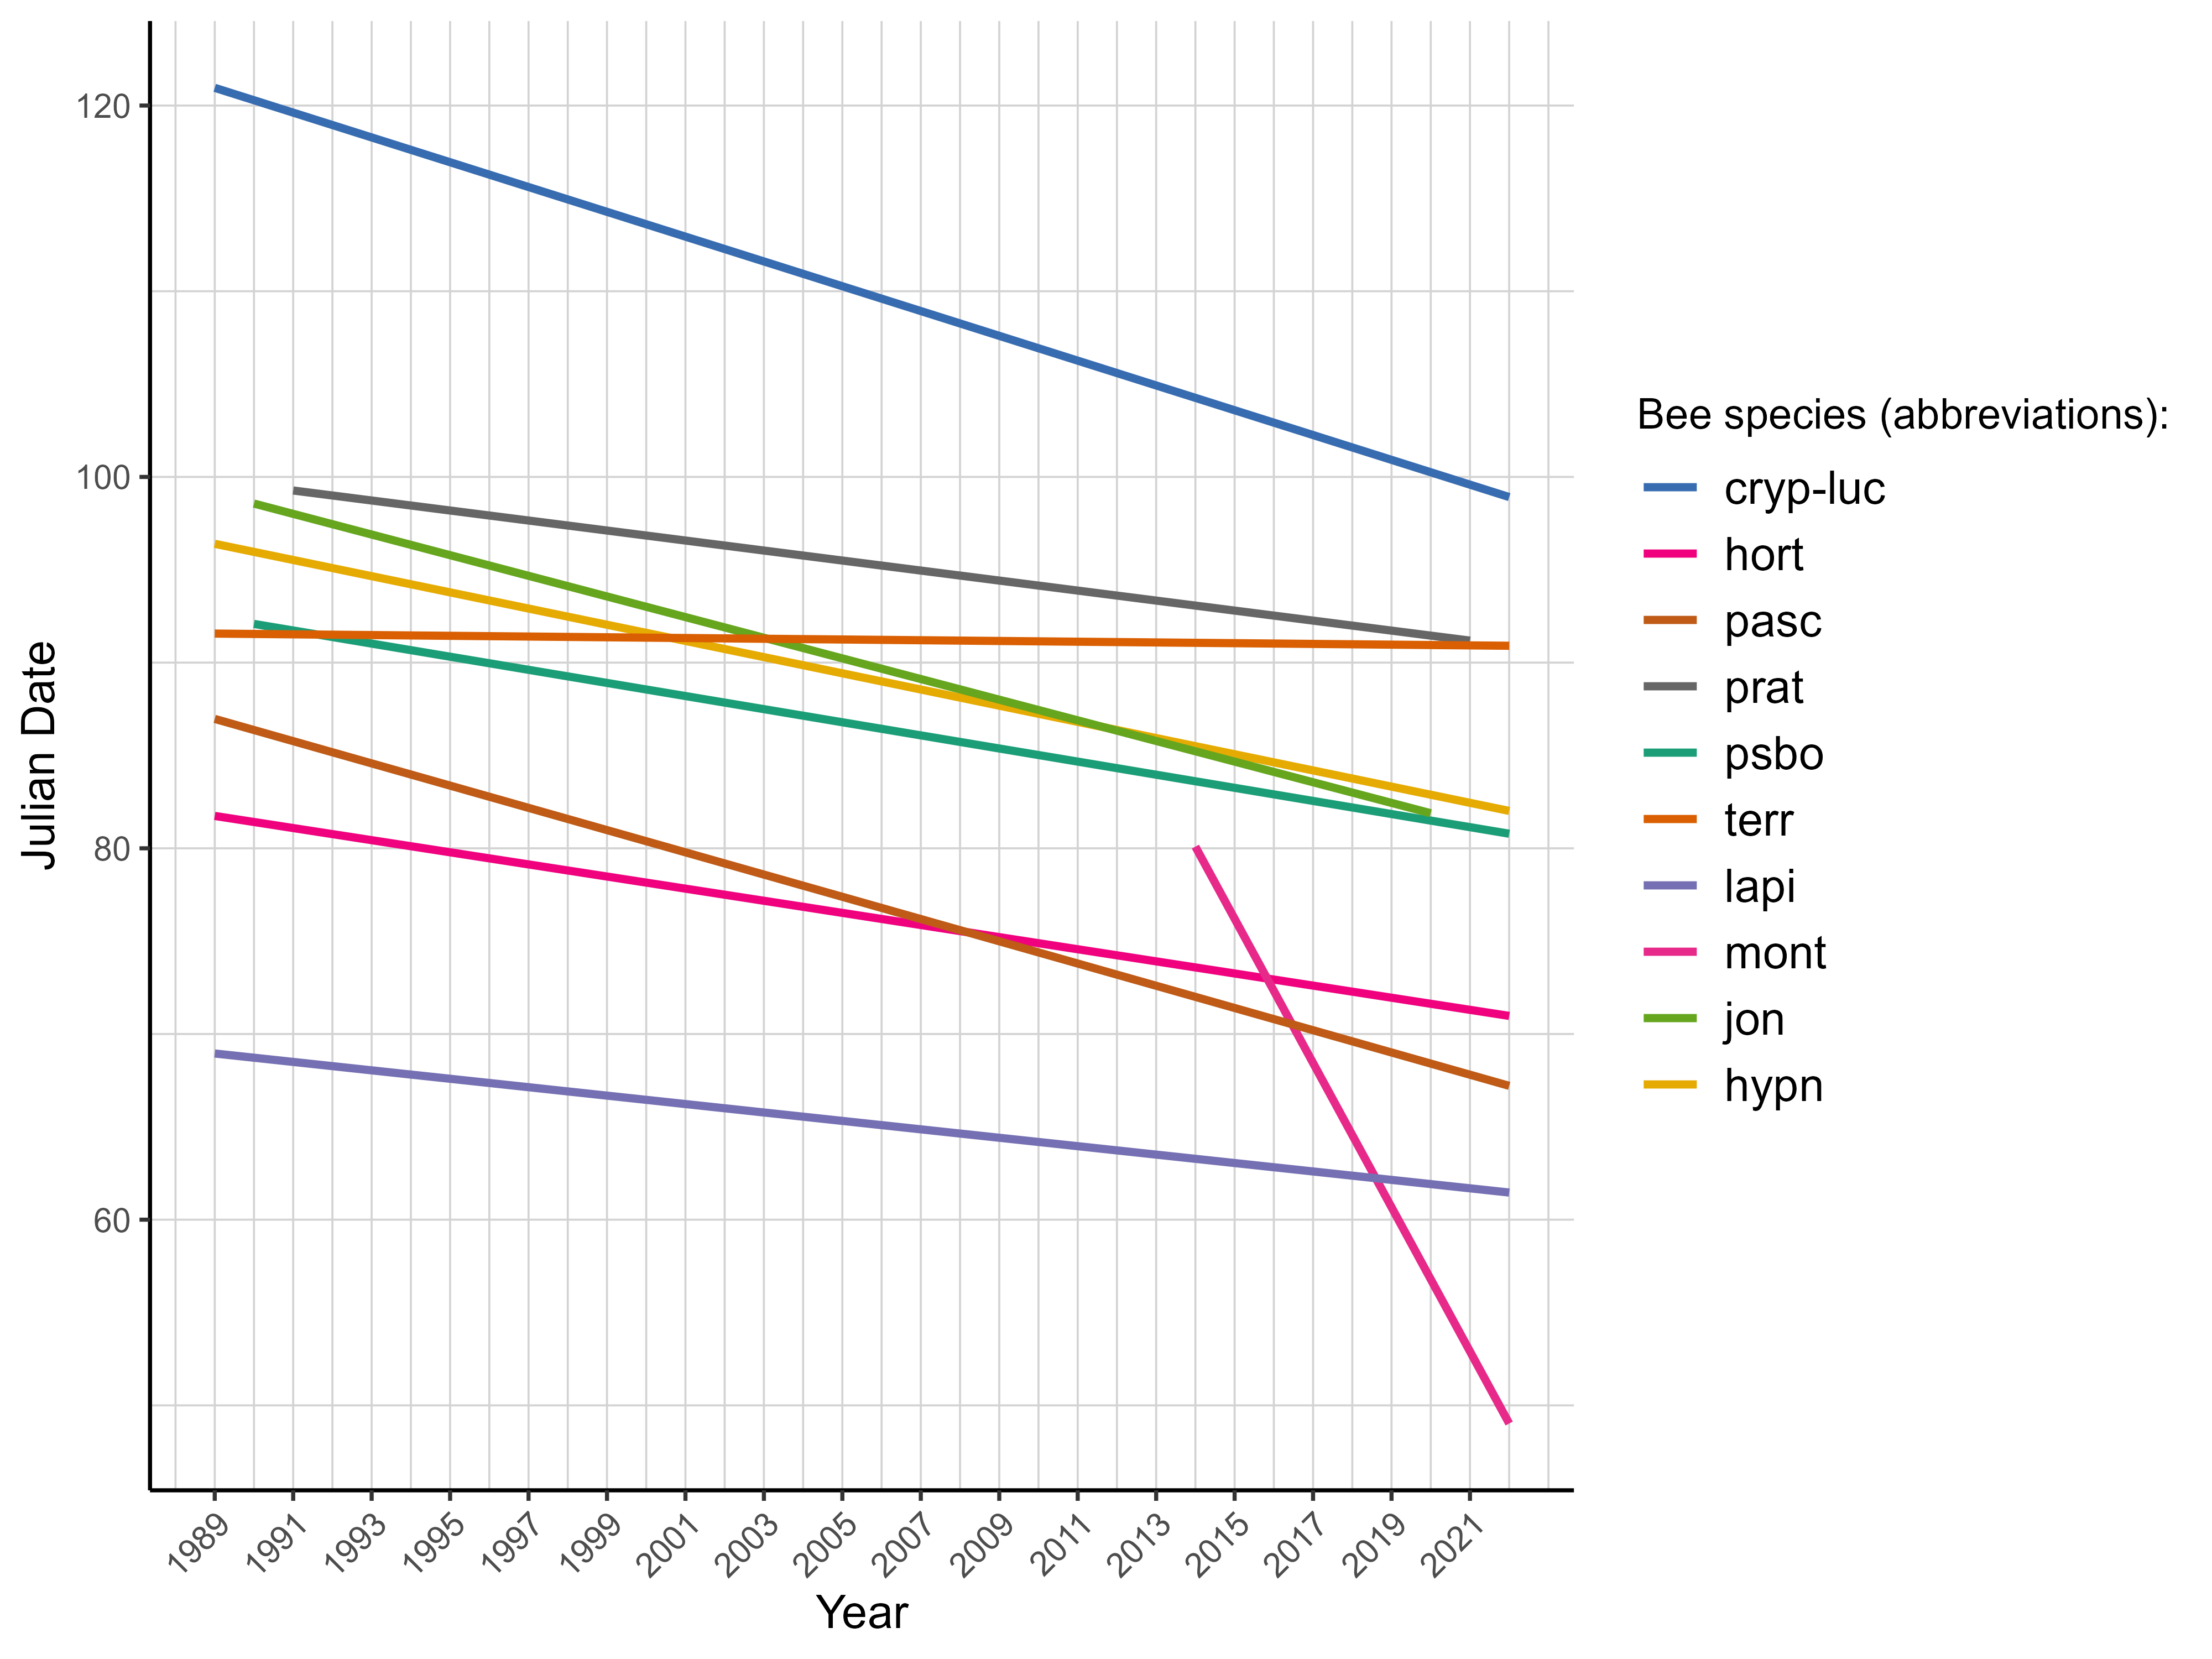 120
100
80
60
Julian Date
1989
1991
1993
1995
1997
1999
2001
2003
2005
2007
2009
2011
2013
2015
2017
2019
2021
Year
Bee species (abbreviations):
cryp-luc
hort
pasc
prat
psbo
terr
lapi
mont
jon
hypn